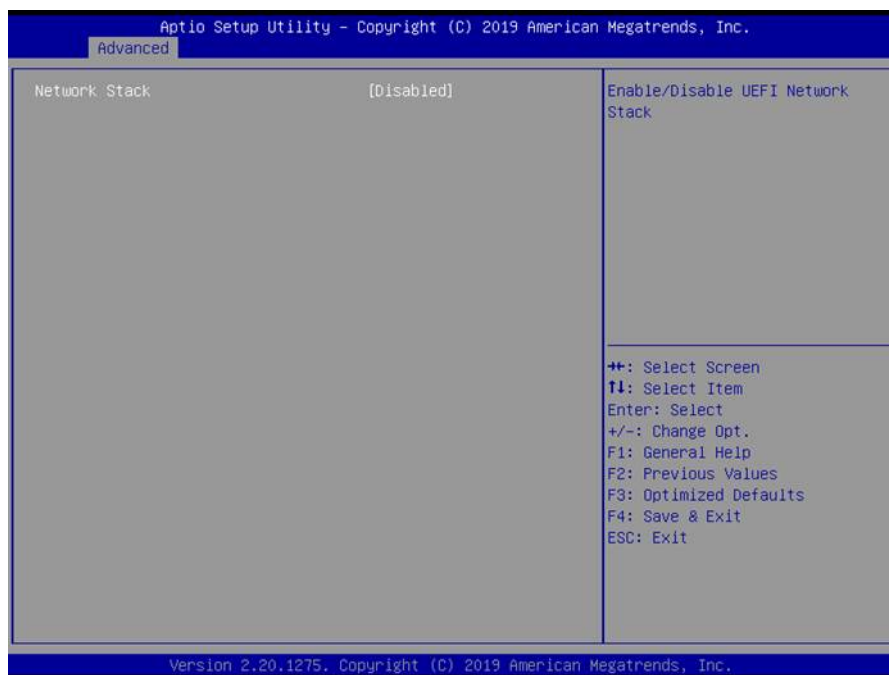 Aptio Setup Utility – Copyright (C) 2019 American Megatrends, Inc.
Advanced
Network Stack [Disabled]
Enable/Disable UEFI Network
Stack
→←: Select Screen
↑↓: Select Item
Enter: Select
+/-: Change Opt.
F1: General Help
F2: Previous Values
F3: Optimized Defaults
F4: Save & Exit
ESC: Exit
Version 2.20.1275. Copyright (C) 2019 American Megatrends, Inc.